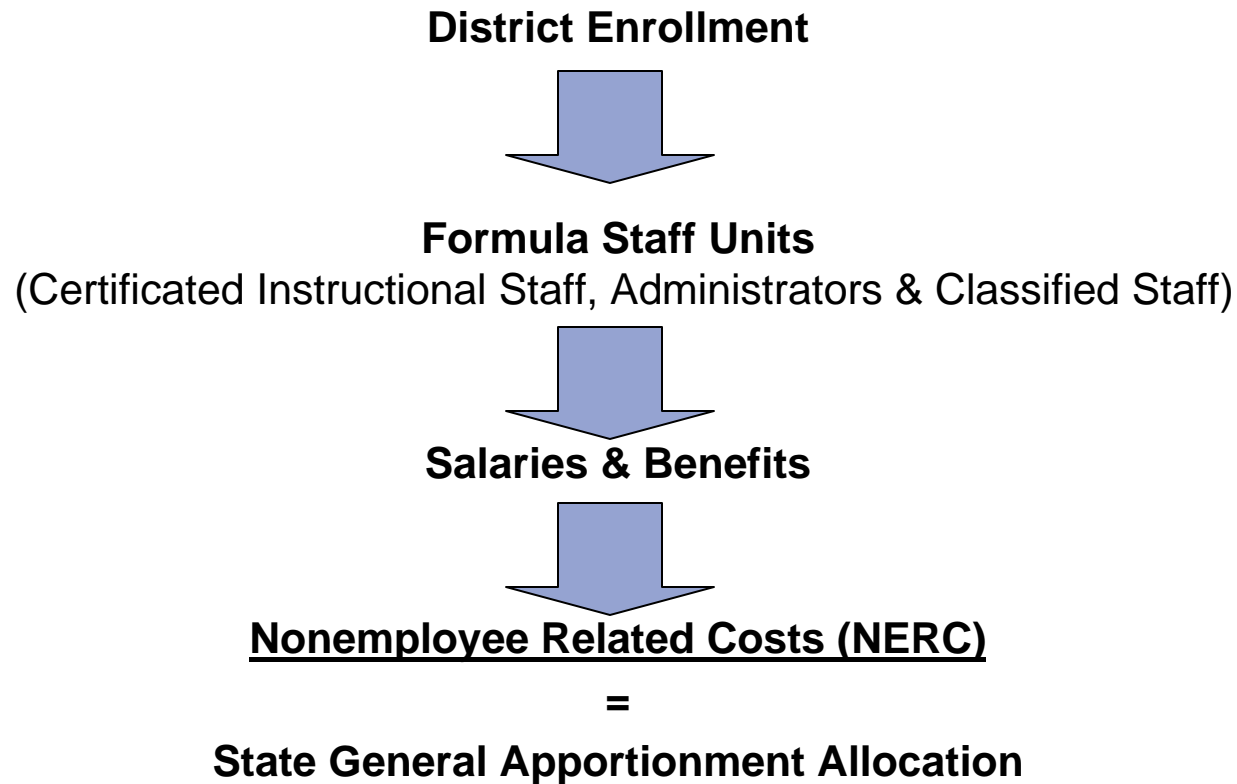 District Enrollment
Formula Staff Units
(Certificated Instructional Staff, Administrators & Classified Staff)
Salaries & Benefits
Nonemployee Related Costs (NERC)
=
State General Apportionment Allocation